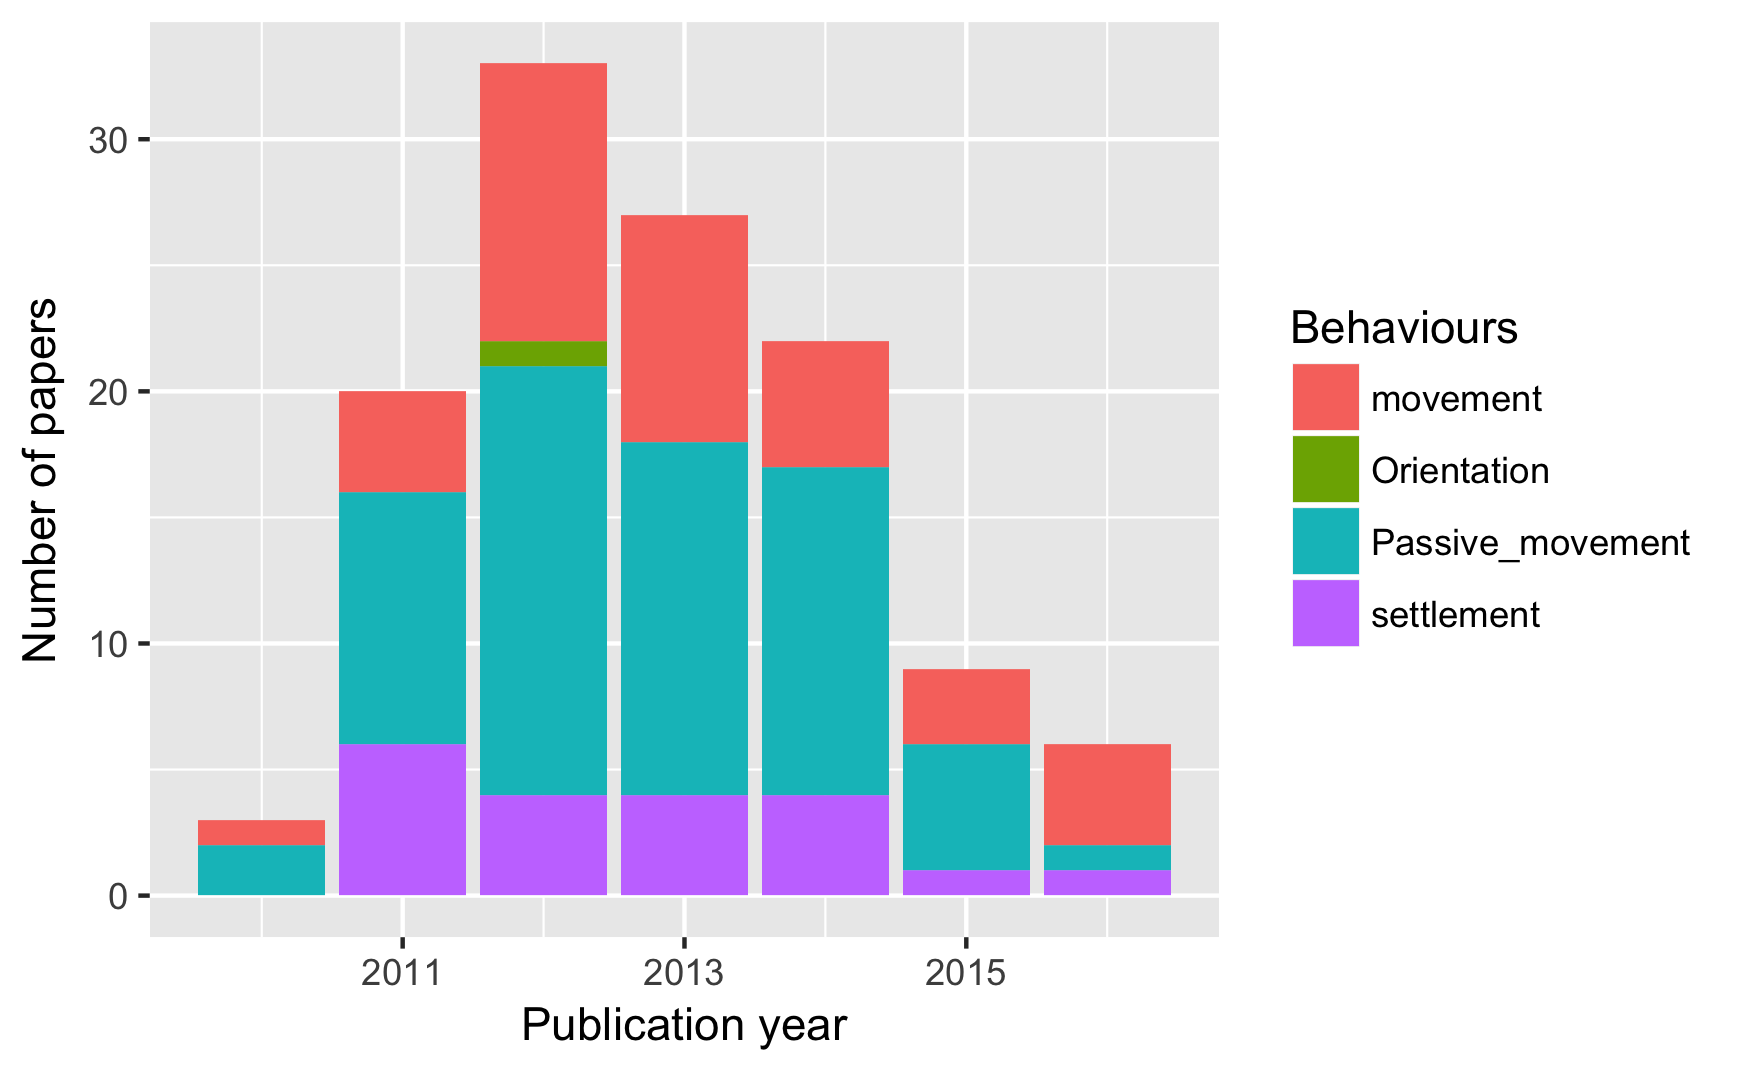 Number of papers
30
20
10
0
2011
2013
2015
Publication year
Behaviours
movement
Orientation
Passive_movement
settlement